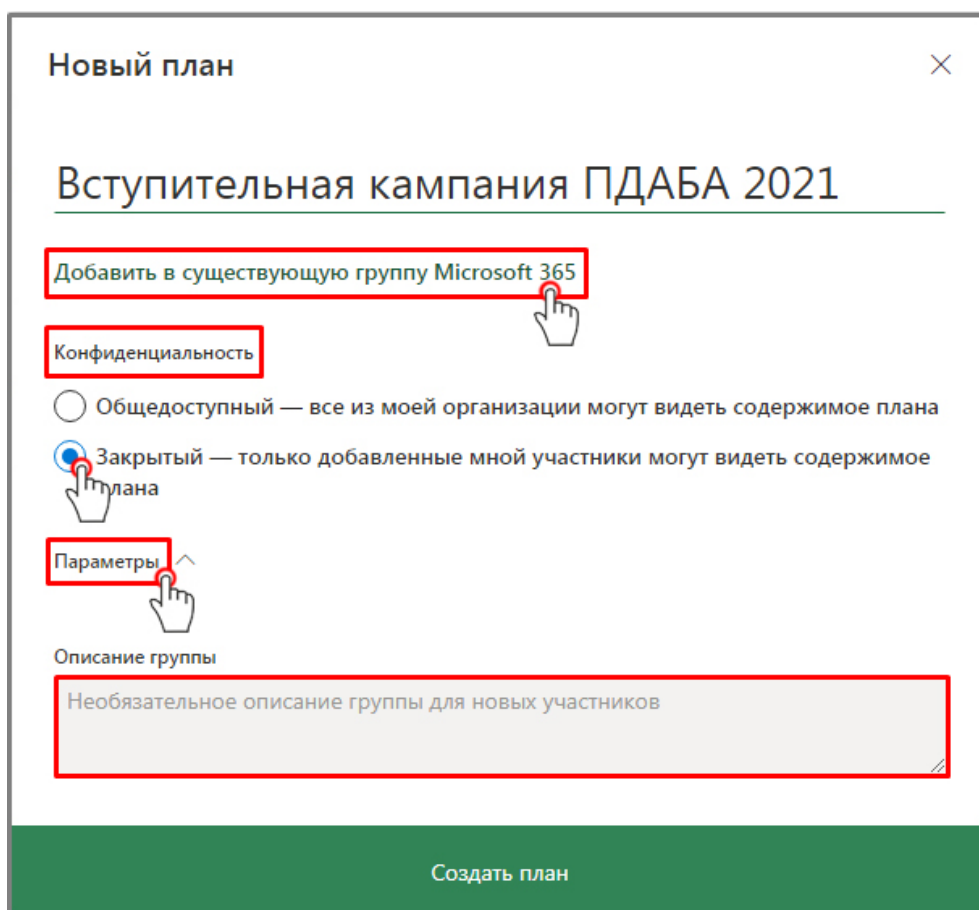 Новый план
Вступительная кампания ПДАБА 2021
Добавить в существующую группу Microsoft 365
Конфиденциальность
Общедоступный — все из моей организации могут видеть содержимое плана
Закрытый — только добавленные мной участники могут видеть содержимое
плана
Параметры
Описание группы
Необязательное описание группы для новых участников
Создать план